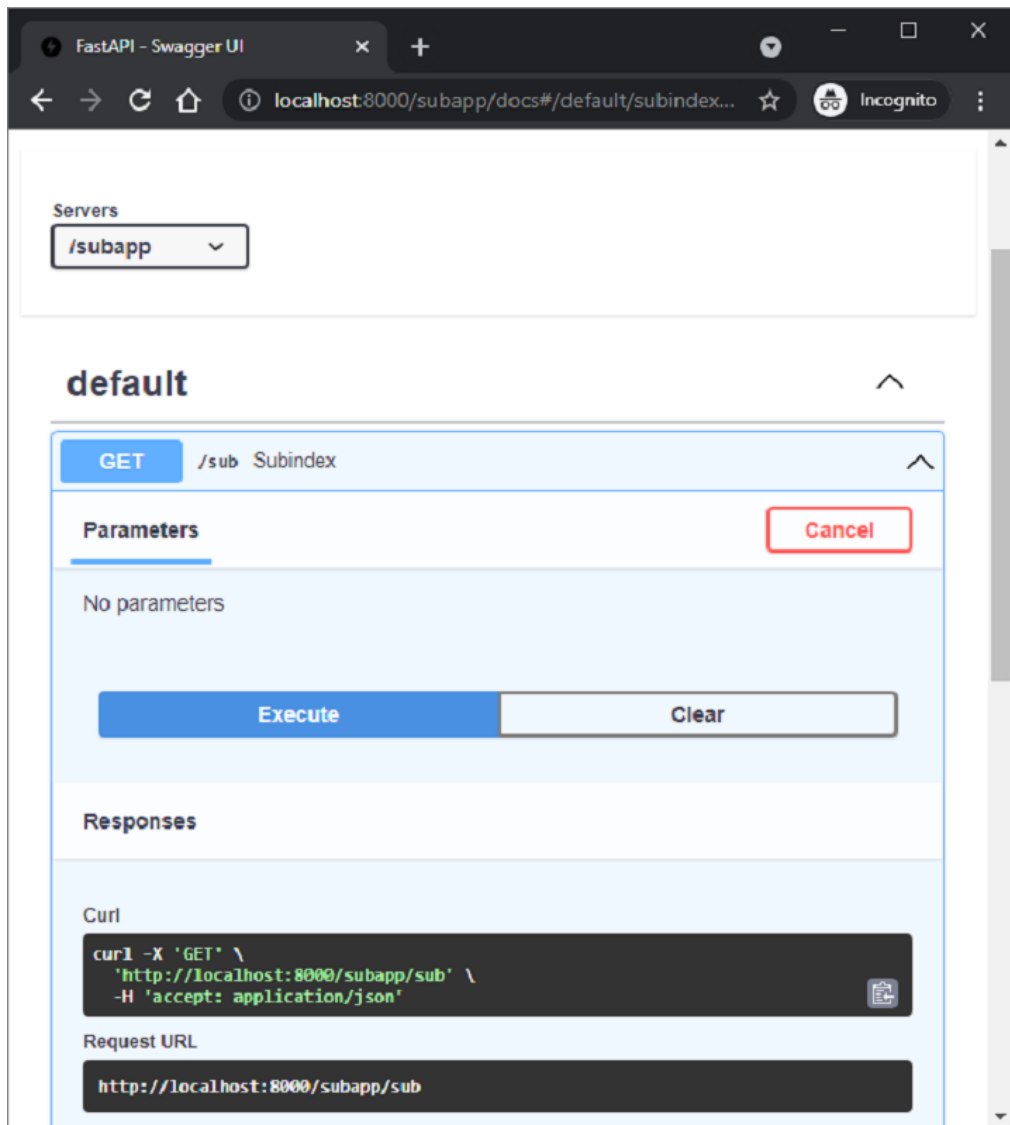 FastAPI - Swagger UI
localhost:8000/subapp/docs#/default/subindex...
Incognito
Servers
/subapp
default
GET /sub Subindex
Parameters
Cancel
No parameters
Execute
Clear
Responses
Curl
curl -X 'GET' \
'http://localhost:8000/subapp/sub' \
-H 'accept: application/json'
Request URL
http://localhost:8000/subapp/sub